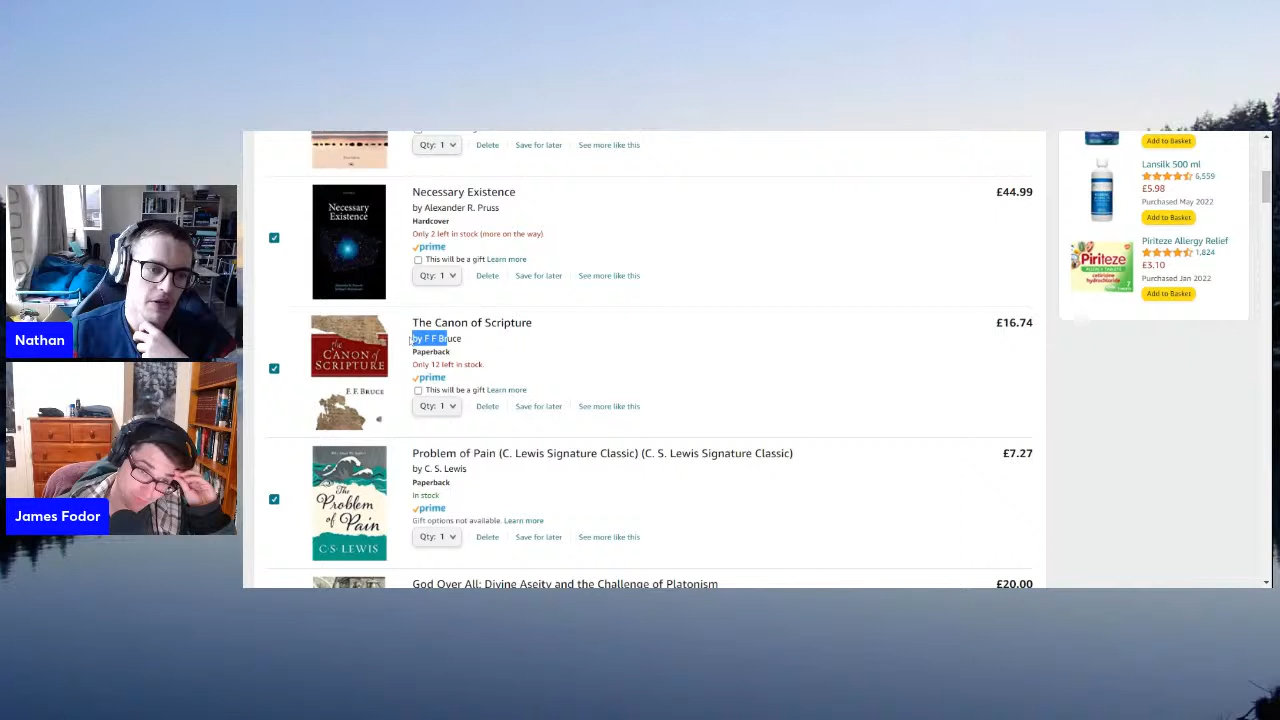 Qty: 1 Delete Save for later See more like this
Necessary Existence £44.99
by Alexander R. Pruss
Hardcover
Only 2 left in stock (more on the way)
prime
This will be a gift Learn more
Qty: 1 Delete Save for later See more like this
Necessary
Existence
The Canon of Scripture £16.74
by F F Bruce
Paperback
Only 12 left in stock.
prime
This will be a gift Learn more
Qty: 1 Delete Save for later See more like this
the
CANON of
SCRIPTURE
F. F. BRUCE
Problem of Pain (C. Lewis Signature Classic) (C. S. Lewis Signature Classic) £7.27
by C. S. Lewis
Paperback
In stock
prime
Gift options not available. Learn more
Qty: 1 Delete Save for later See more like this
The
Problem
of Pain
C·S· LEWIS
God Over All: Divine Aseity and the Challenge of Platonism £20.00
Add to Basket
Lansilk 500 ml
6,559
£5.98
Purchased May 2022
Add to Basket
Piriteze Allergy Relief
1,824
£3.10
Purchased Jan 2022
Add to Basket
Piriteze
Nathan
James Fodor